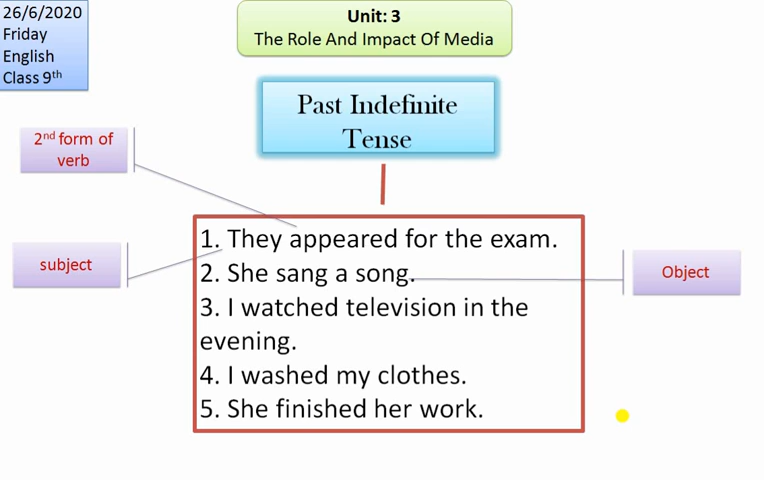 26/6/2020
Friday
English
Class 9th
Unit: 3
The Role And Impact Of Media
Past Indefinite
Tense
2nd form of
verb
subject
1. They appeared for the exam.
2. She sang a song.
3. I watched television in the
evening.
4. I washed my clothes.
5. She finished her work.
Object